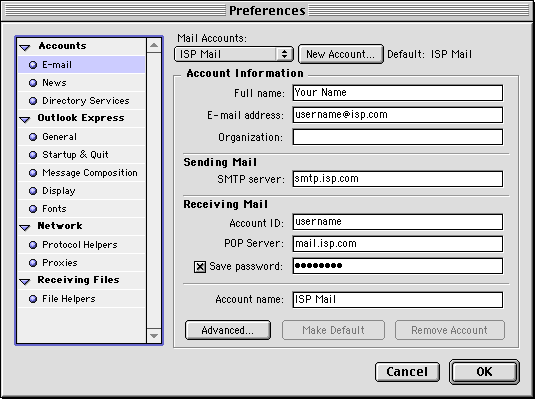 Preferences
Accounts
E-mail
News
Directory Services
Outlook Express
General
Startup & Quit
Message Composition
Display
Fonts
Network
Protocol Helpers
Proxies
Receiving Files
File Helpers
Mail Accounts:
ISP Mail New Account... Default: ISP Mail
Account Information
Full name: Your Name
E-mail address: username@isp.com
Organization:
Sending Mail
SMTP server: smtp.isp.com
Receiving Mail
Account ID: username
POP Server: mail.isp.com
Save password: ••••••••
Account name: ISP Mail
Advanced... Make Default Remove Account
Cancel OK